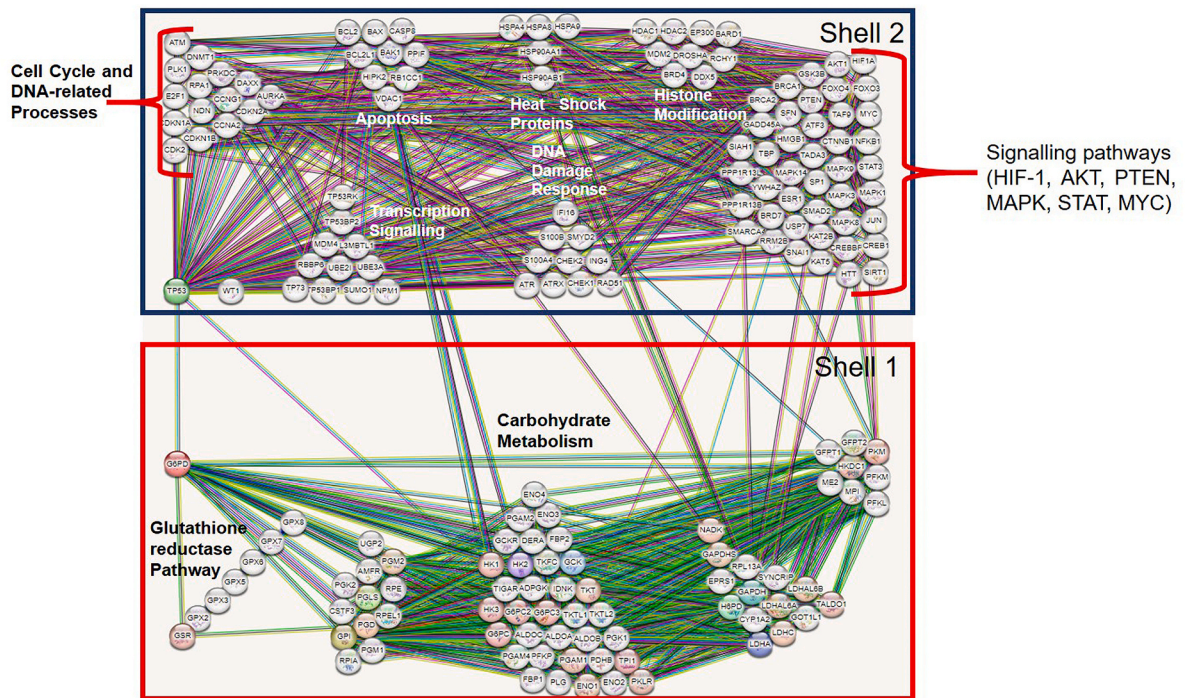 Shell 2
BCL2 BAX CASP8
HSPA4 HSPA8 HSPA9
HDAC1 HDAC2 EP300 BARD1
ATM
DNMT1
BCL2L1 BAK1 PPIF
HSP90AA1
MDM2 DROSHA RCHY1
AKT1 HIF1A
Cell Cycle and
DNA-related
Processes
PLK1 PRKDC
RPA1 DAXX
HIPK2 RB1CC1
HSP90AB1
BRD4 DDX5
GSK3B
BRCA1 FOXO4 FOXO3
E2F1 CCNG1 AURKA
VDAC1
Heat Shock
Proteins
Histone
Modification
BRCA2 PTEN
NDN CDKN2A
Apoptosis
SFN TAF9 MYC
CDKN1A CCNA2
GADD45A ATF3
CDKN1B
HMGB1 CTNNB1 NFKB1
CDK2
DNA
Damage
Response
SIAH1 TBP TADA3
Signalling pathways
(HIF-1, AKT, PTEN,
MAPK, STAT, MYC)
PPP1R13L MAPK14 MAPK9 STAT3
YWHAZ SP1
TP53RK
ESR1 MAPK3 MAPK1
Transcription
Signalling
IFI16
PPP1R13B SMAD2
TP53BP2
BRD7 USP7 MAPK8 JUN
MDM4 L3MBTL1
S100B SMYD2
SMARCA4 RRM2B KAT2B
RBBP6 UBE2I UBE3A
S100A4 CHEK2 ING4
SNAI1 CREBBP CREB1
KAT5
HTT SIRT1
TP53 WT1 TP73 TP53BP1 SUMO1 NPM1
ATR ATRX CHEK1 RAD51
Shell 1
Carbohydrate
Metabolism
GFPT2
GFPT1 PKM
G6PD
HKDC1
ME2 PFKM
MPI
PFKL
ENO4
Glutathione
reductase
Pathway
GPX8
PGAM2 ENO3
NADK
GPX7
UGP2
GCKR DERA FBP2
GAPDHS
GPX6
AMFR PGM2
HK1 HK2 TKFC GCK
RPL13A
GPX5
PGK2 PGLS RPE
TIGAR ADPGK IDNK TKT
EPRS1 SYNCRIP
GPX3
GAPDH LDHAL6B
GPX2
CSTF3 RPEL1
HK3 G6PC2 G6PC3 TKTL1 TKTL2
H6PD LDHAL6A TALDO1
PGD
CYP1A2 GOT1L1
GSR
GPI
G6PC ALDOC ALDOA ALDOB PGK1
LDHA LDHC
PGM1
RPIA
PGAM4 PFKP PGAM1 PDHB TPI1
FBP1 PLG ENO1 ENO2 PKLR